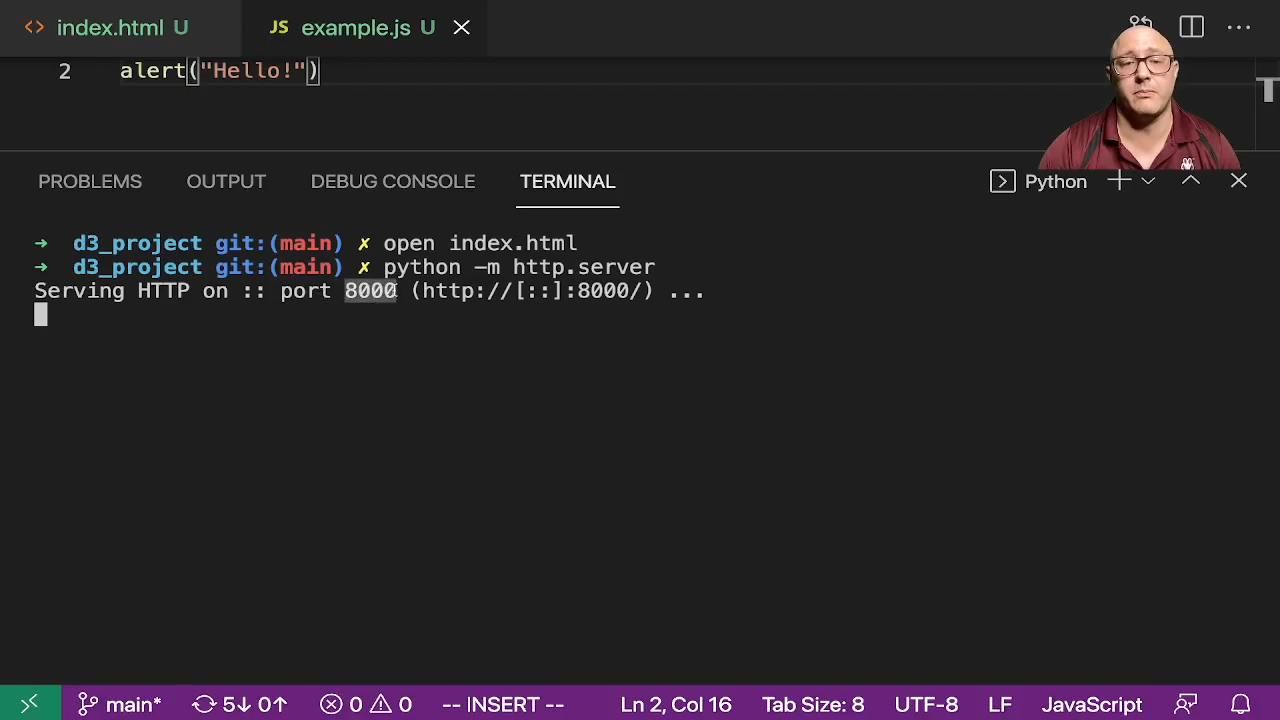 index.html U
JS example.js U
2 alert("Hello!")
PROBLEMS OUTPUT DEBUG CONSOLE TERMINAL Python
→ d3_project git:(main) ✗ open index.html
→ d3_project git:(main) ✗ python -m http.server
Serving HTTP on :: port 8000 (http://[::]:8000/) ...
main* 5↓ 0↑ 0 0 -- INSERT -- Ln 2, Col 16 Tab Size: 8 UTF-8 LF JavaScript